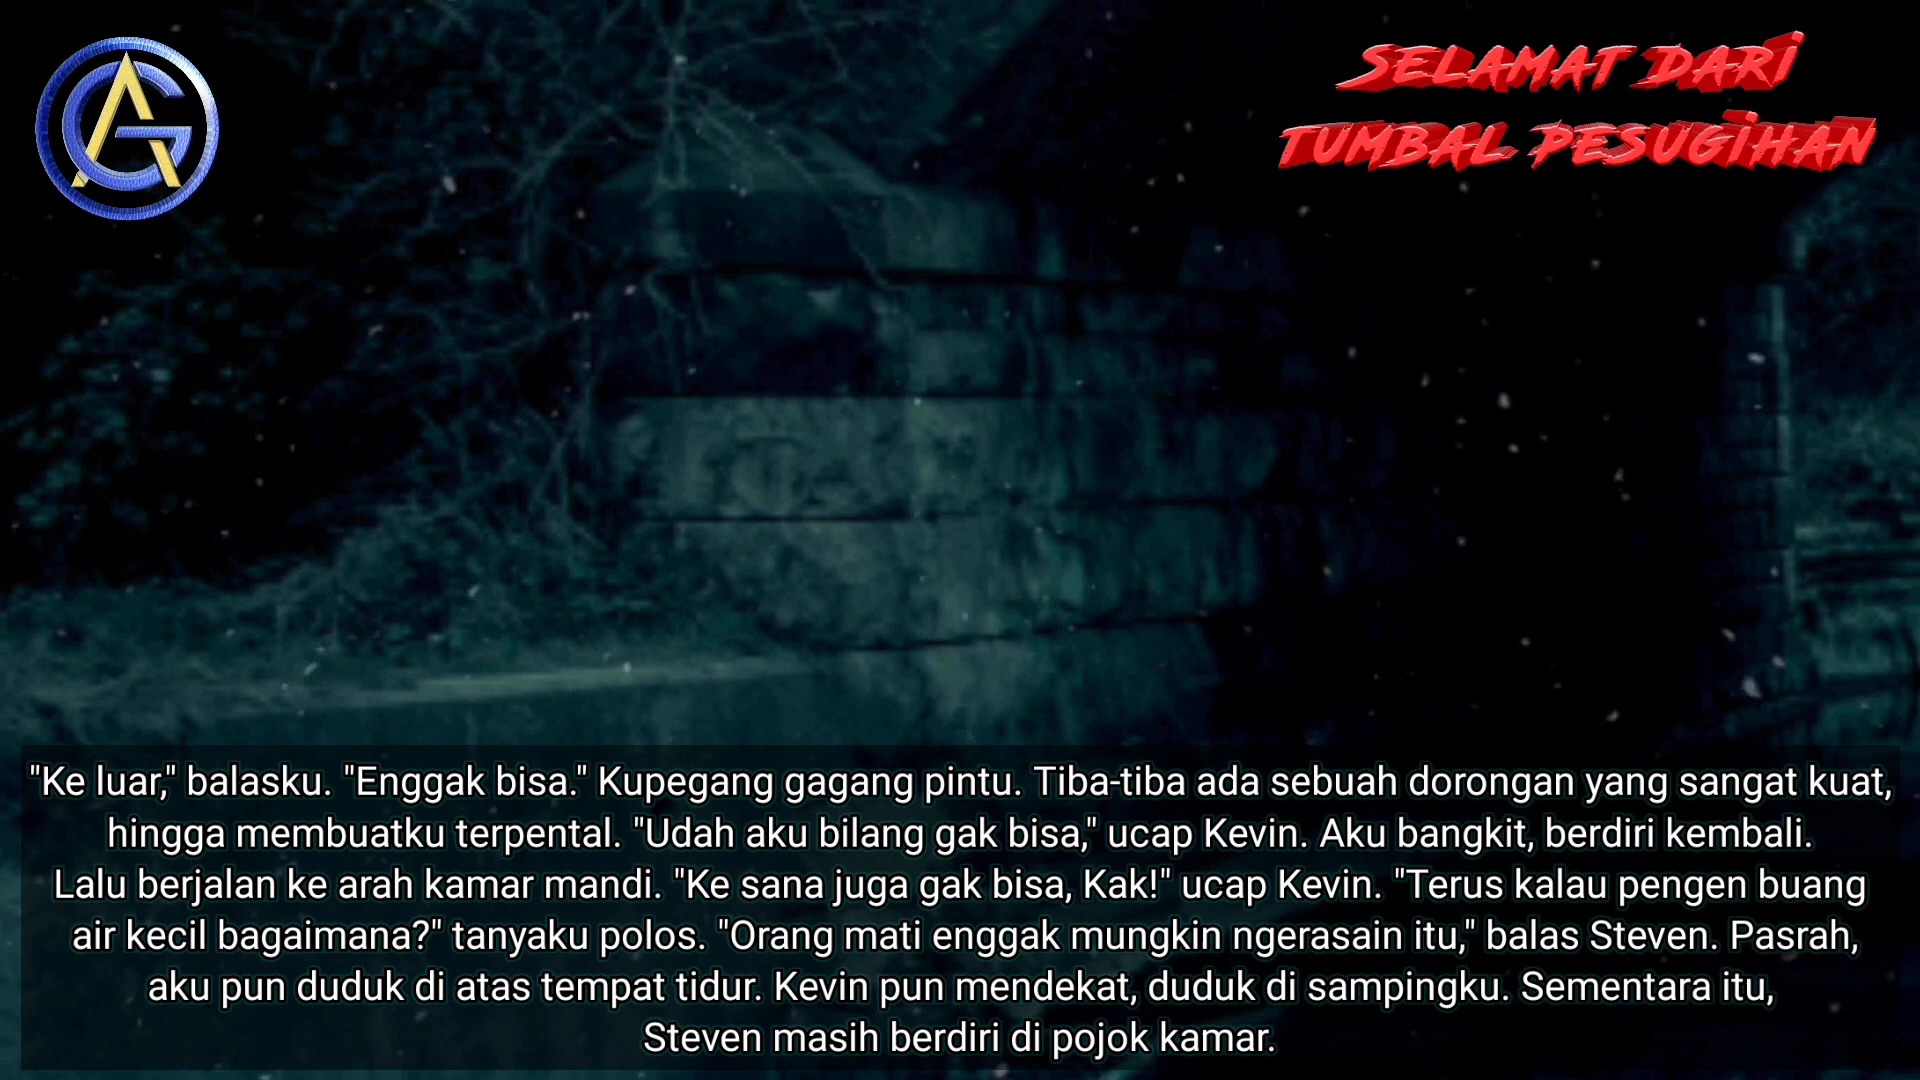 SELAMAT DARI
TUMBAL PESUGIHAN
"Ke luar," balasku. "Enggak bisa." Kupegang gagang pintu. Tiba-tiba ada sebuah dorongan yang sangat kuat,
hingga membuatku terpental. "Udah aku bilang gak bisa," ucap Kevin. Aku bangkit, berdiri kembali.
Lalu berjalan ke arah kamar mandi. "Ke sana juga gak bisa, Kak!" ucap Kevin. "Terus kalau pengen buang
air kecil bagaimana?" tanyaku polos. "Orang mati enggak mungkin ngerasain itu," balas Steven. Pasrah,
aku pun duduk di atas tempat tidur. Kevin pun mendekat, duduk di sampingku. Sementara itu,
Steven masih berdiri di pojok kamar.